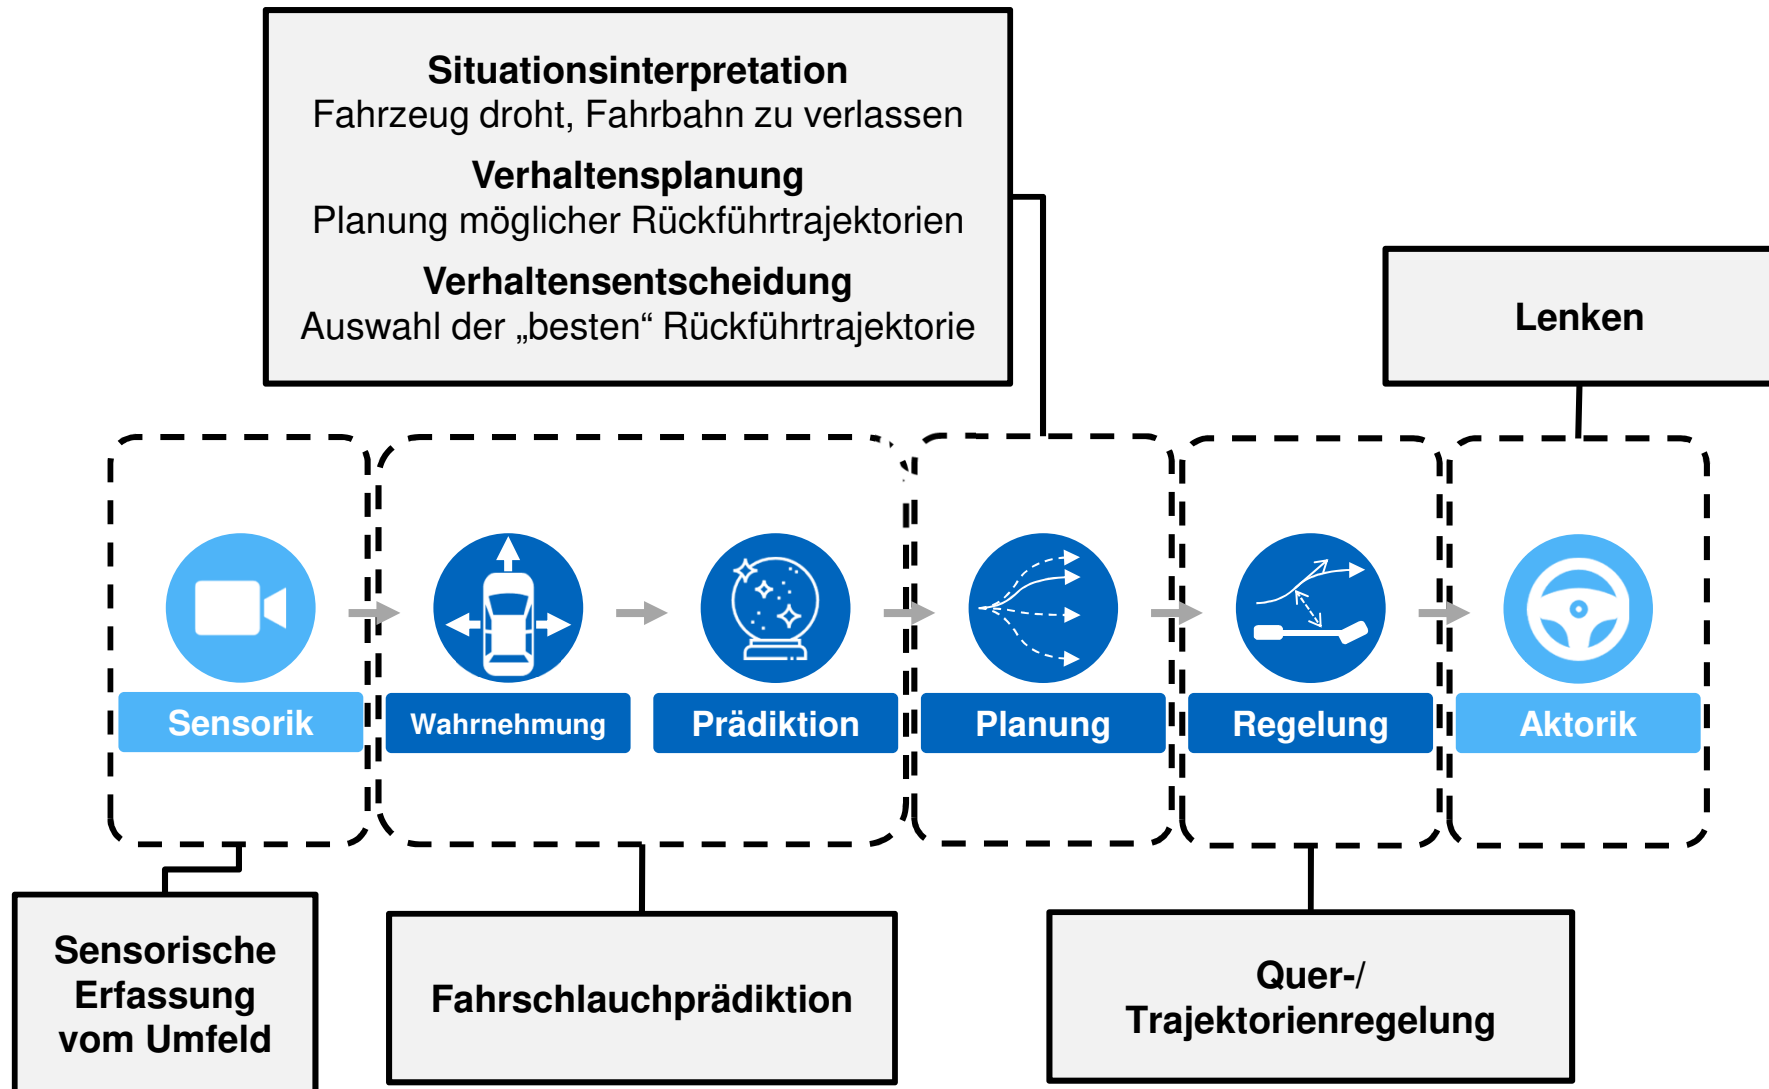 Situationsinterpretation
Fahrzeug droht, Fahrbahn zu verlassen
Verhaltensplanung
Planung möglicher Rückführtrajektorien
Verhaltensentscheidung
Auswahl der „besten“ Rückführtrajektorie
Lenken
Sensorik
Wahrnehmung
Prädiktion
Planung
Regelung
Aktorik
Sensorische
Erfassung
vom Umfeld
Fahrschlauchprädiktion
Quer-/
Trajektorienregelung